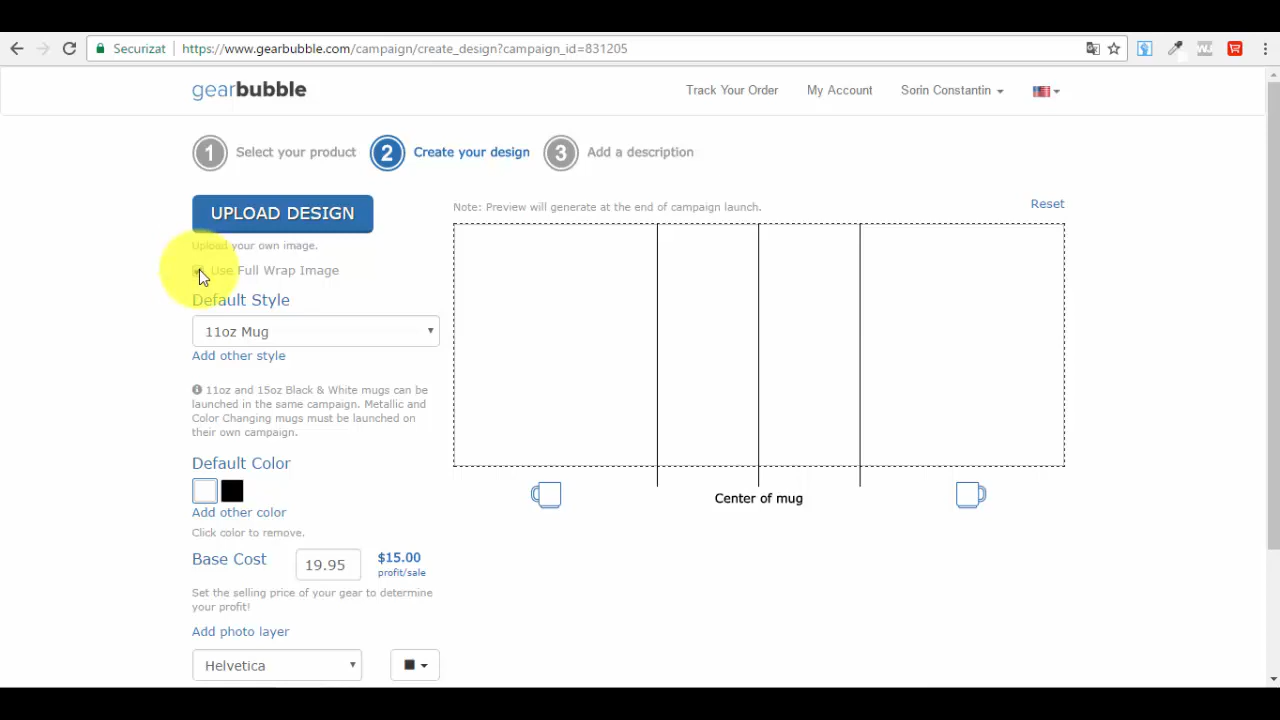 Securizat https://www.gearbubble.com/campaign/create_design?campaign_id=831205
gearbubble
Track Your Order
My Account
Sorin Constantin
1 Select your product
2 Create your design
3 Add a description
UPLOAD DESIGN
Note: Preview will generate at the end of campaign launch.
Reset
Upload your own image.
Use Full Wrap Image
Default Style
11oz Mug
Add other style
11oz and 15oz Black & White mugs can be
launched in the same campaign. Metallic and
Color Changing mugs must be launched on
their own campaign.
Default Color
Center of mug
Add other color
Click color to remove.
Base Cost
19.95
$15.00
profit/sale
Set the selling price of your gear to determine
your profit!
Add photo layer
Helvetica